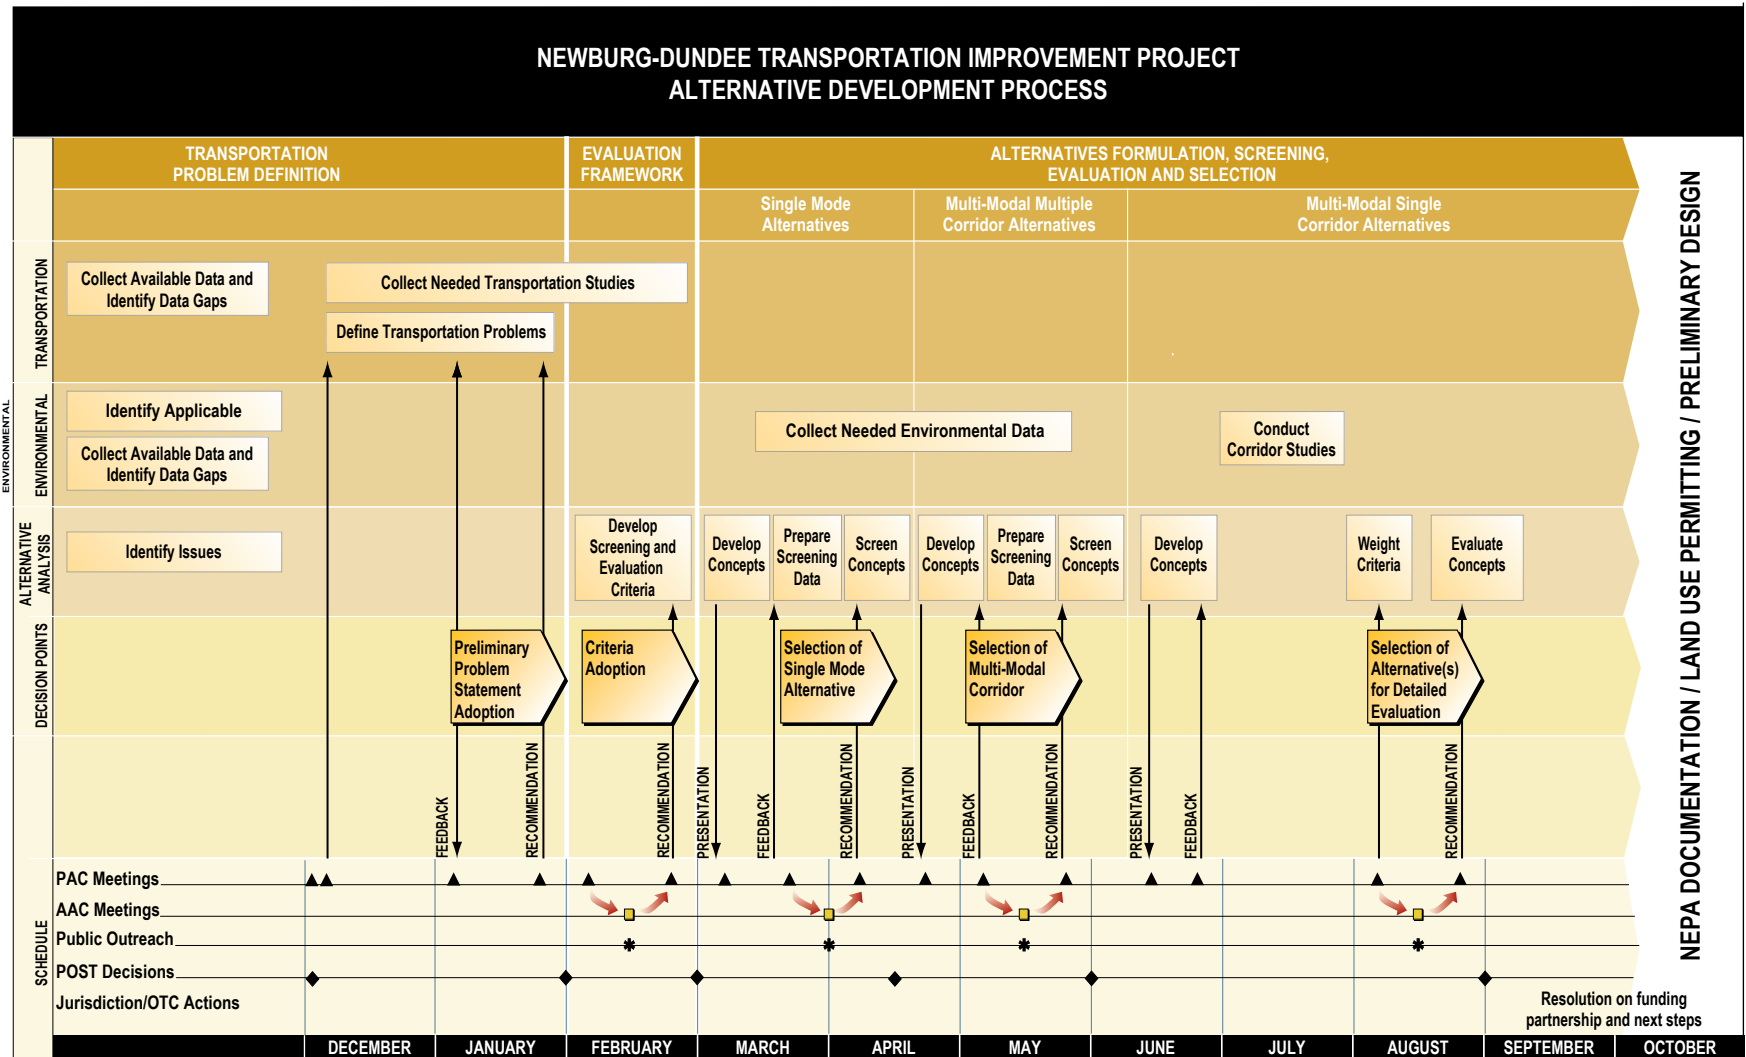 NEWBURG-DUNDEE TRANSPORTATION IMPROVEMENT PROJECT
ALTERNATIVE DEVELOPMENT PROCESS
TRANSPORTATION
PROBLEM DEFINITION
EVALUATION
FRAMEWORK
ALTERNATIVES FORMULATION, SCREENING,
EVALUATION AND SELECTION
Single Mode
Alternatives
Multi-Modal Multiple
Corridor Alternatives
Multi-Modal Single
Corridor Alternatives
TRANSPORTATION
Collect Available Data and
Identify Data Gaps
Collect Needed Transportation Studies
Define Transportation Problems
ENVIRONMENTAL
ENVIRONMENTAL
Identify Applicable
Collect Available Data and
Identify Data Gaps
Collect Needed Environmental Data
Conduct
Corridor Studies
ALTERNATIVE
ANALYSIS
Identify Issues
Develop
Screening and
Evaluation
Criteria
Develop
Concepts
Prepare
Screening
Data
Screen
Concepts
Develop
Concepts
Prepare
Screening
Data
Screen
Concepts
Develop
Concepts
Weight
Criteria
Evaluate
Concepts
DECISION POINTS
Preliminary
Problem
Statement
Adoption
Criteria
Adoption
Selection of
Single Mode
Alternative
Selection of
Multi-Modal
Corridor
Selection of
Alternative(s)
for Detailed
Evaluation
FEEDBACK
RECOMMENDATION
RECOMMENDATION
PRESENTATION
FEEDBACK
RECOMMENDATION
PRESENTATION
FEEDBACK
RECOMMENDATION
PRESENTATION
FEEDBACK
RECOMMENDATION
SCHEDULE
PAC Meetings
AAC Meetings
Public Outreach
POST Decisions
Jurisdiction/OTC Actions
Resolution on funding
partnership and next steps
DECEMBER
JANUARY
FEBRUARY
MARCH
APRIL
MAY
JUNE
JULY
AUGUST
SEPTEMBER
OCTOBER
NEPA DOCUMENTATION / LAND USE PERMITTING / PRELIMINARY DESIGN